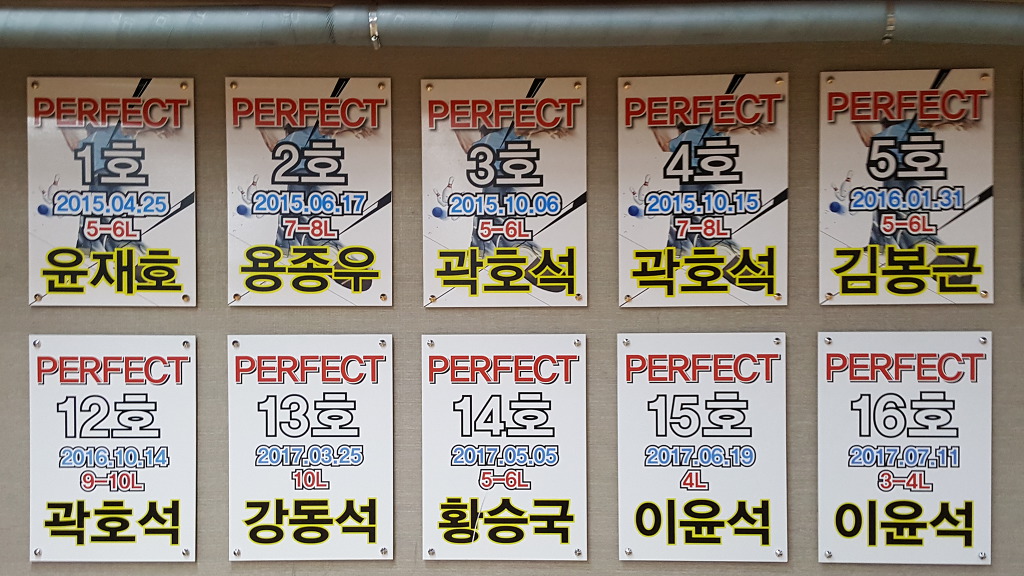 PERFECT
1호
2015.04.25
5-6L
윤재호
PERFECT
2호
2015.06.17
7-8L
용종우
PERFECT
3호
2015.10.06
5-6L
곽호석
PERFECT
4호
2015.10.15
7-8L
곽호석
PERFECT
5호
2016.01.31
5-6L
김봉근
PERFECT
12호
2016.10.14
9-10L
곽호석
PERFECT
13호
2017.03.25
10L
강동석
PERFECT
14호
2017.05.05
5-6L
황승국
PERFECT
15호
2017.06.19
4L
이윤석
PERFECT
16호
2017.07.11
3-4L
이윤석